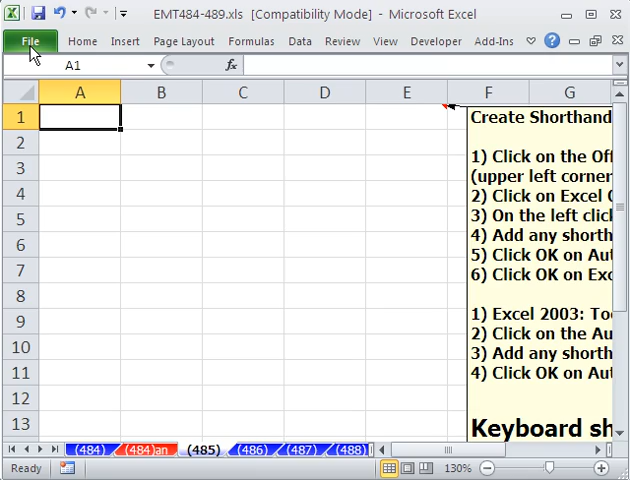 EMT484-489.xls [Compatibility Mode] - Microsoft Excel
File Home Insert Page Layout Formulas Data Review View Developer Add-Ins
A1 fx
A B C D E F G
1
2
3
4
5
6
7
8
9
10
11
12
13
Create Shorthand
1) Click on the Off
(upper left corner
2) Click on Excel O
3) On the left click
4) Add any shorth
5) Click OK on Aut
6) Click OK on Exc
1) Excel 2003: Too
2) Click on the Au
3) Add any shorth
4) Click OK on Aut
Keyboard sh
(484) (484)an (485) (486) (487) (488)
Ready 130%